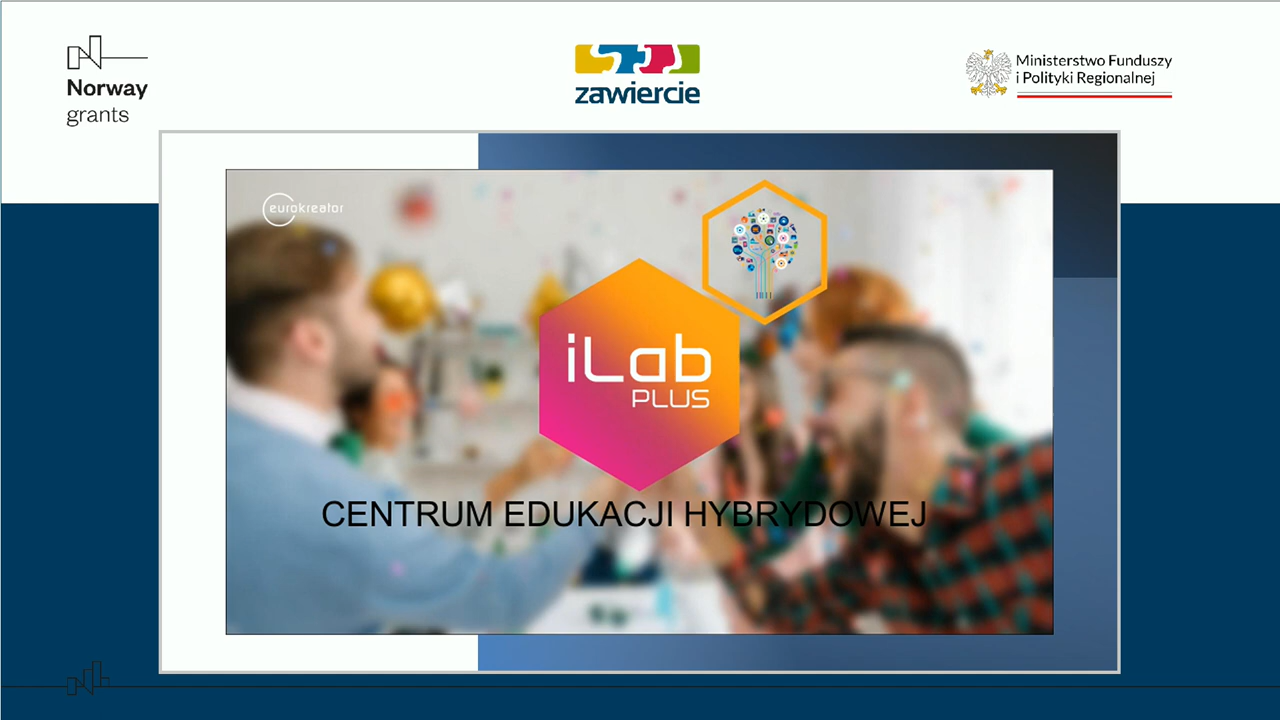 Norway
grants
zawiercie
Ministerstwo Funduszy
i Polityki Regionalnej
eurokreator
iLab
PLUS
CENTRUM EDUKACJI HYBRYDOWEJ